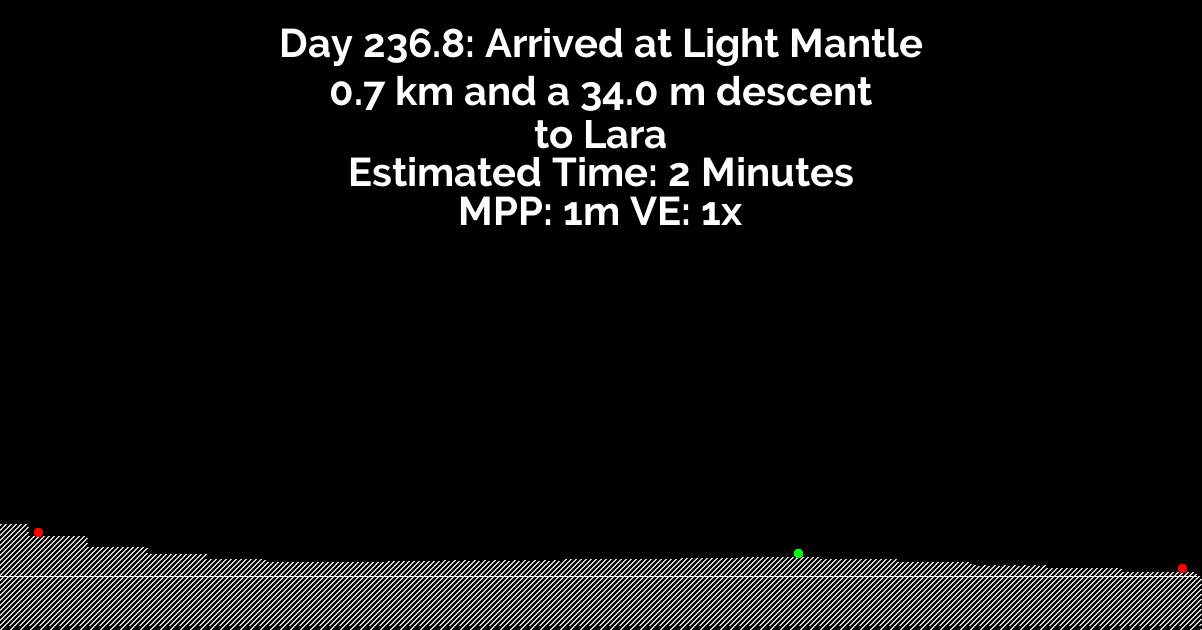 Day 236.8: Arrived at Light Mantle
0.7 km and a 34.0 m descent
to Lara
Estimated Time: 2 Minutes
MPP: 1m VE: 1x